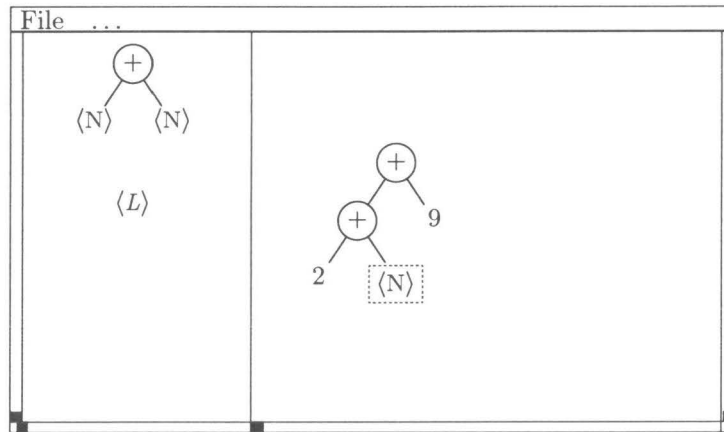 File ...
+
⟨N⟩ ⟨N⟩
⟨L⟩
+
+ 9
2 ⟨N⟩